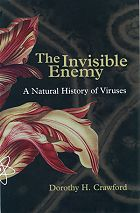 The Invisible
Enemy
A Natural History of Viruses
Dorothy H. Crawford